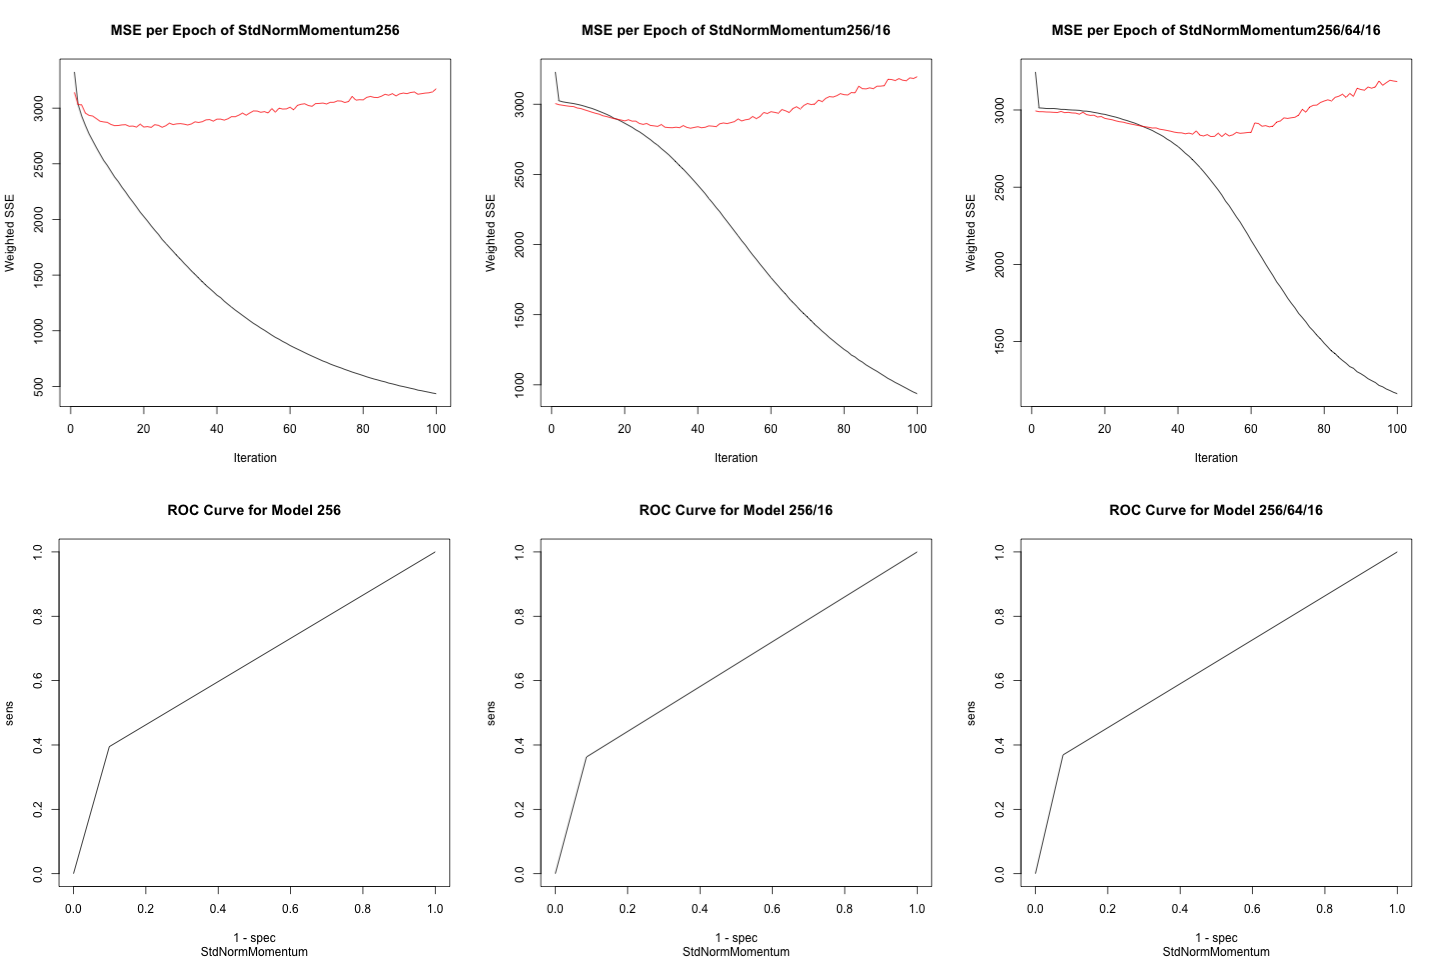 MSE per Epoch of StdNormMomentum256
Weighted SSE
3000
2500
2000
1500
1000
500
0 20 40 60 80 100
Iteration
MSE per Epoch of StdNormMomentum256/16
Weighted SSE
3000
2500
2000
1500
1000
0 20 40 60 80 100
Iteration
MSE per Epoch of StdNormMomentum256/64/16
Weighted SSE
3000
2500
2000
1500
0 20 40 60 80 100
Iteration
ROC Curve for Model 256
sens
1.0
0.8
0.6
0.4
0.2
0.0
0.0 0.2 0.4 0.6 0.8 1.0
1 - spec
StdNormMomentum
ROC Curve for Model 256/16
sens
1.0
0.8
0.6
0.4
0.2
0.0
0.0 0.2 0.4 0.6 0.8 1.0
1 - spec
StdNormMomentum
ROC Curve for Model 256/64/16
sens
1.0
0.8
0.6
0.4
0.2
0.0
0.0 0.2 0.4 0.6 0.8 1.0
1 - spec
StdNormMomentum